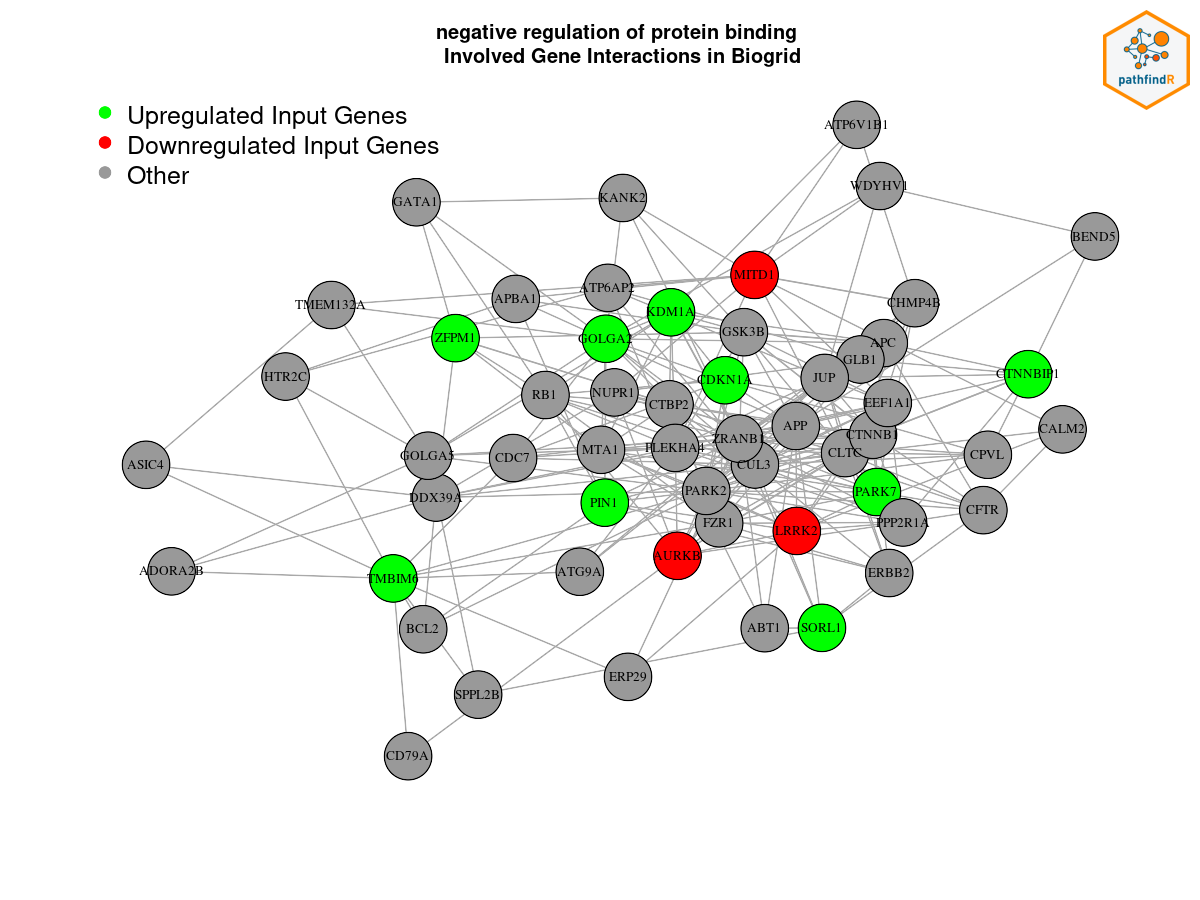 negative regulation of protein binding
Involved Gene Interactions in Biogrid
pathfindR
Upregulated Input Genes
Downregulated Input Genes
Other
ATP6V1B1
WDYHV1
GATA1
KANK2
BEND5
MITD1
ATP6AP2
APBA1
TMEM132A
KDM1A
CHMP4B
GSK3B
ZFPM1
GOLGA2
APC
GLB1
HTR2C
CDKN1A
JUP
CTNNBIP1
RB1
NUPR1
CTBP2
EEF1A1
APP
CALM2
ZRANB1
CTNNB1
PLEKHA4
MTA1
CLTC
GOLGA5
CDC7
CPVL
ASIC4
CUL3
DDX39A
PARK2
PARK7
PIN1
CFTR
FZR1
PPP2R1A
LRRK2
AURKB
ADORA2B
ATG9A
ERBB2
TMBIM6
BCL2
ABT1
SORL1
ERP29
SPPL2B
CD79A